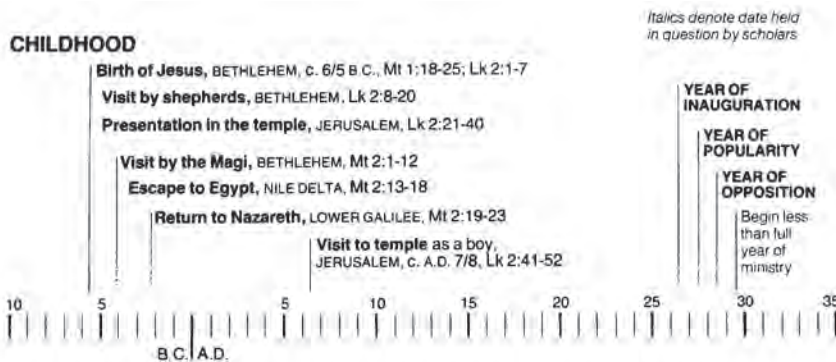 Italics denote date held
in question by scholars
CHILDHOOD
Birth of Jesus, BETHLEHEM, c. 6/5 B.C., Mt 1:18-25; Lk 2:1-7
Visit by shepherds, BETHLEHEM, Lk 2:8-20
Presentation in the temple, JERUSALEM, Lk 2:21-40
Visit by the Magi, BETHLEHEM, Mt 2:1-12
Escape to Egypt, NILE DELTA, Mt 2:13-18
Return to Nazareth, LOWER GALILEE, Mt 2:19-23
Visit to temple as a boy,
JERUSALEM, c. A.D. 7/8, Lk 2:41-52
YEAR OF
INAUGURATION
YEAR OF
POPULARITY
YEAR OF
OPPOSITION
Begin less
than full
year of
ministry
10 5 5 10 15 20 25 30 35
B.C. A.D.